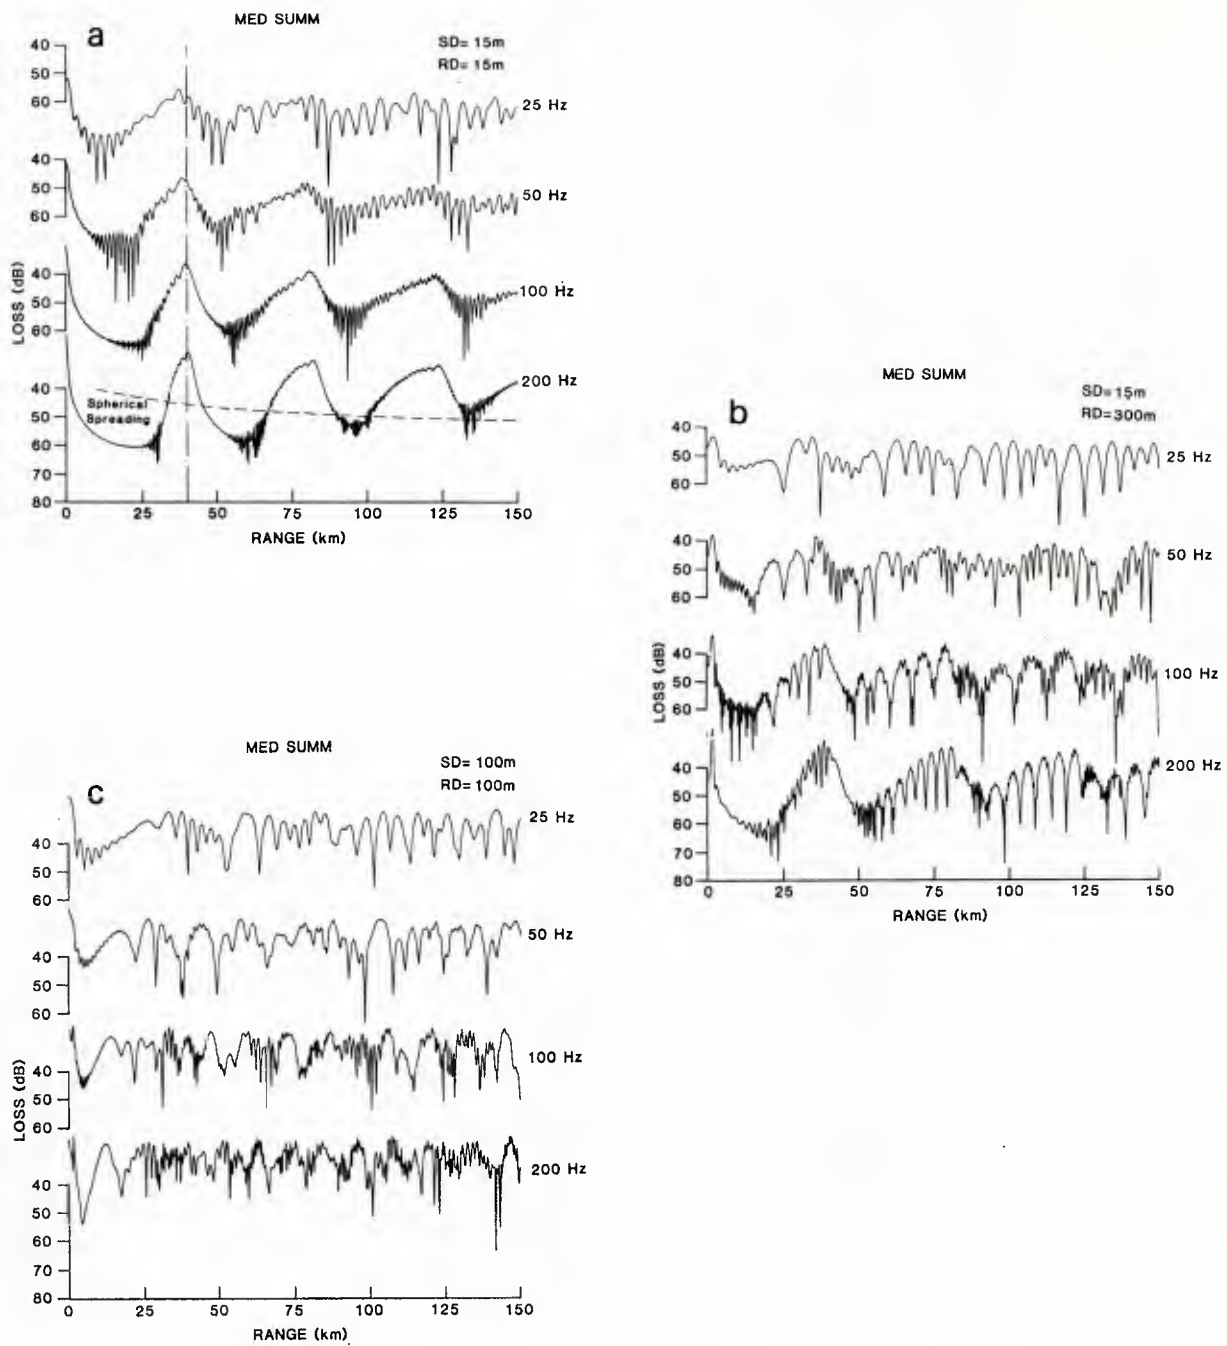 MED SUMM
a
SD= 15m
RD= 15m
40
50
60
25 Hz
40
50
60
50 Hz
40
50
60
100 Hz
LOSS (dB)
40
50
60
70
80
200 Hz
Spherical
Spreading
0 25 50 75 100 125 150
RANGE (km)
MED SUMM
b
SD=15m
RD=300m
40
50
60
25 Hz
40
50
60
50 Hz
40
50
60
100 Hz
LOSS (dB)
40
50
60
70
80
200 Hz
0 25 50 75 100 125 150
RANGE (km)
MED SUMM
c
SD= 100m
RD= 100m
25 Hz
40
50
60
50 Hz
40
50
60
100 Hz
40
50
60
LOSS (dB)
200 Hz
40
50
60
70
80
0 25 50 75 100 125 150
RANGE (km)